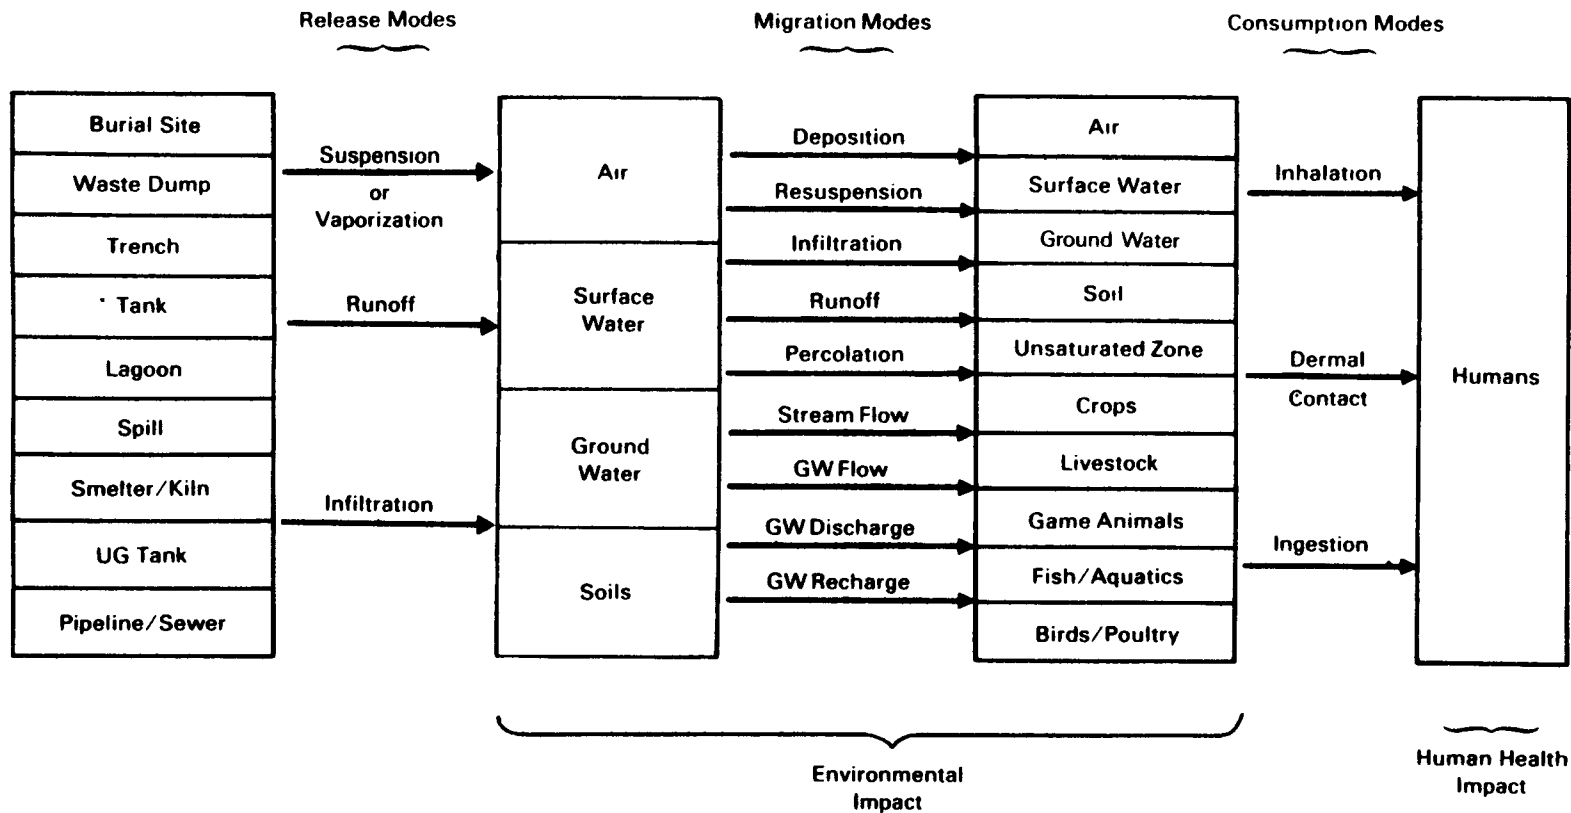 Release Modes
Migration Modes
Consumption Modes
Burial Site
Waste Dump
Trench
Tank
Lagoon
Spill
Smelter/Kiln
UG Tank
Pipeline/Sewer
Suspension
or
Vaporization
Runoff
Infiltration
Air
Surface
Water
Ground
Water
Soils
Deposition
Resuspension
Infiltration
Runoff
Percolation
Stream Flow
GW Flow
GW Discharge
GW Recharge
Air
Surface Water
Ground Water
Soil
Unsaturated Zone
Crops
Livestock
Game Animals
Fish/Aquatics
Birds/Poultry
Inhalation
Dermal
Contact
Ingestion
Humans
Environmental
Impact
Human Health
Impact